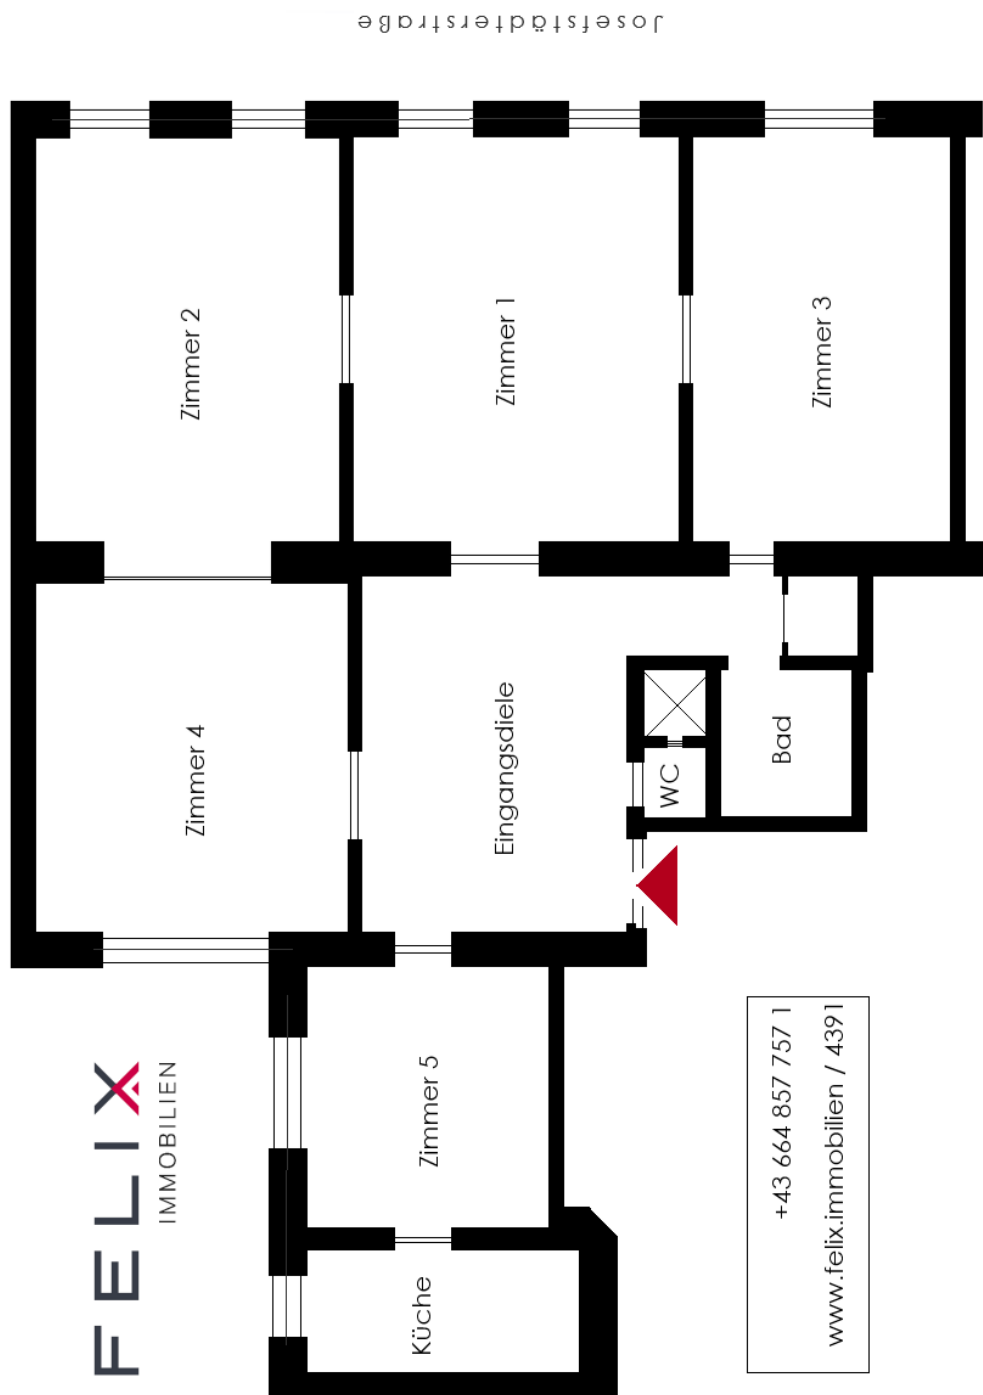 Josefstädterstraße
Zimmer 2
Zimmer 1
Zimmer 3
Zimmer 4
Eingangsdiele
WC
Bad
Zimmer 5
Küche
FELIX
IMMOBILIEN
+43 664 857 757 1
www.felix.immobilien / 4391